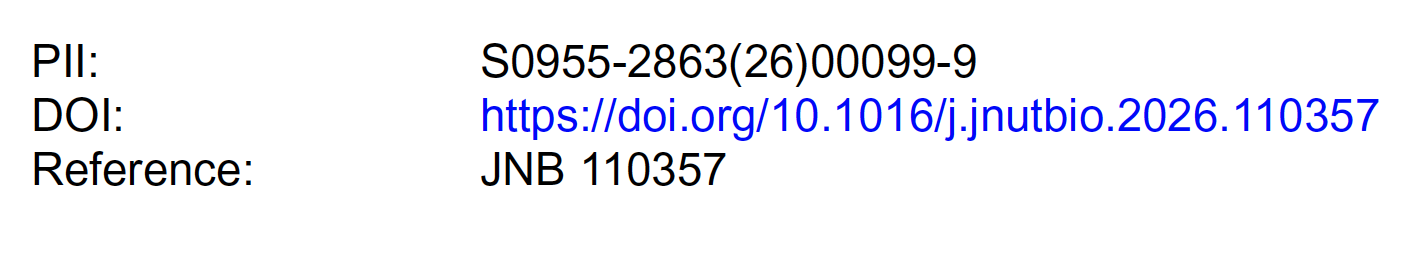 PII: S0955-2863(26)00099-9
DOI: https://doi.org/10.1016/j.jnutbio.2026.110357
Reference: JNB 110357